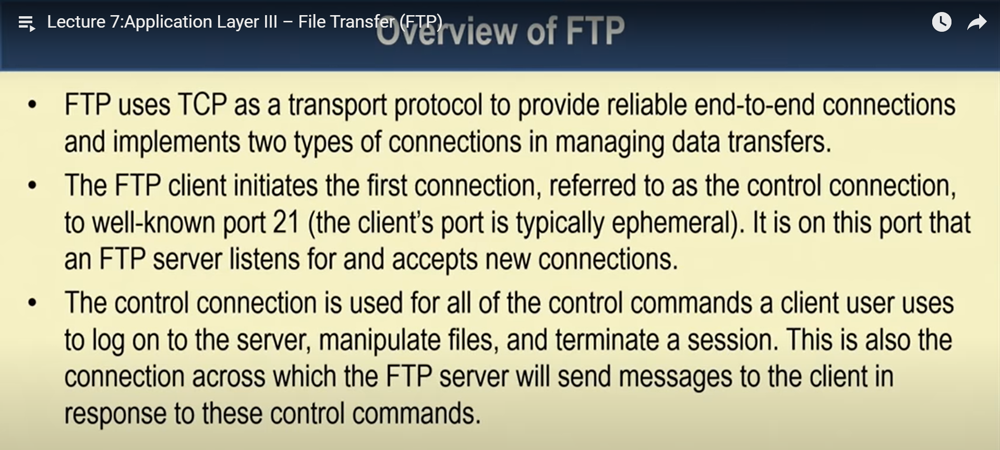 Lecture 7:Application Layer III – File Transfer (FTP)
Overview of FTP
• FTP uses TCP as a transport protocol to provide reliable end-to-end connections
and implements two types of connections in managing data transfers.
• The FTP client initiates the first connection, referred to as the control connection,
to well-known port 21 (the client’s port is typically ephemeral). It is on this port that
an FTP server listens for and accepts new connections.
• The control connection is used for all of the control commands a client user uses
to log on to the server, manipulate files, and terminate a session. This is also the
connection across which the FTP server will send messages to the client in
response to these control commands.